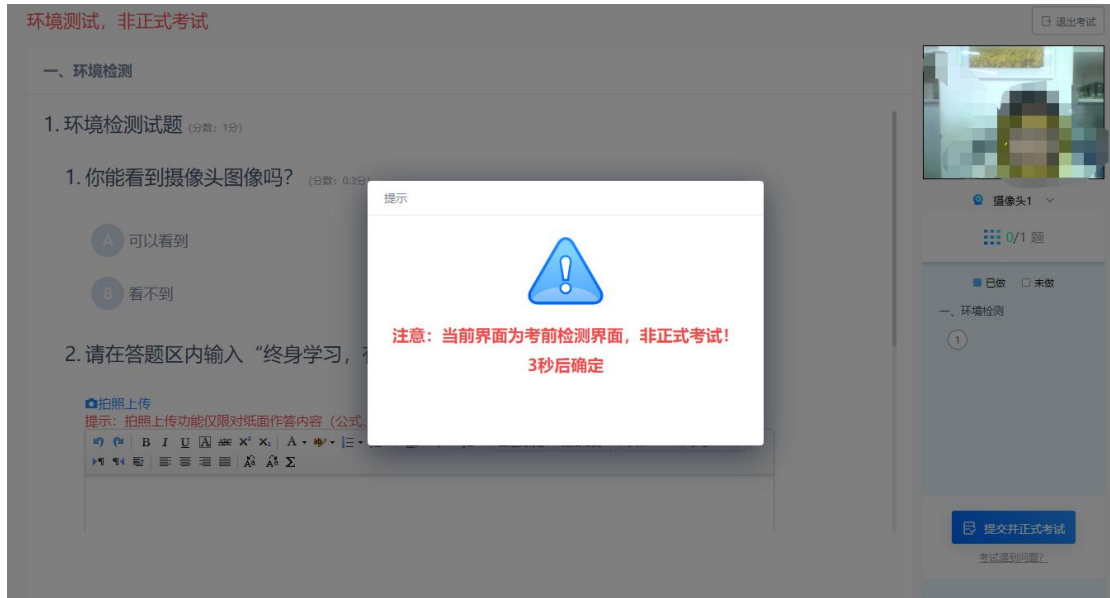 环境测试，非正式考试
退出考试
一、环境检测
1. 环境检测试题 (分数：1分)
1. 你能看到摄像头图像吗？ (分数：0.3分)
A 可以看到
B 看不到
2. 请在答题区内输入“终身学习，
拍照上传
提示：拍照上传功能仅限对纸面作答内容（公式、
提示
注意：当前界面为考前检测界面，非正式考试！
3秒后确定
摄像头1
0/1 题
已做 未做
一、环境检测
1
提交并正式考试
考试遇到问题？